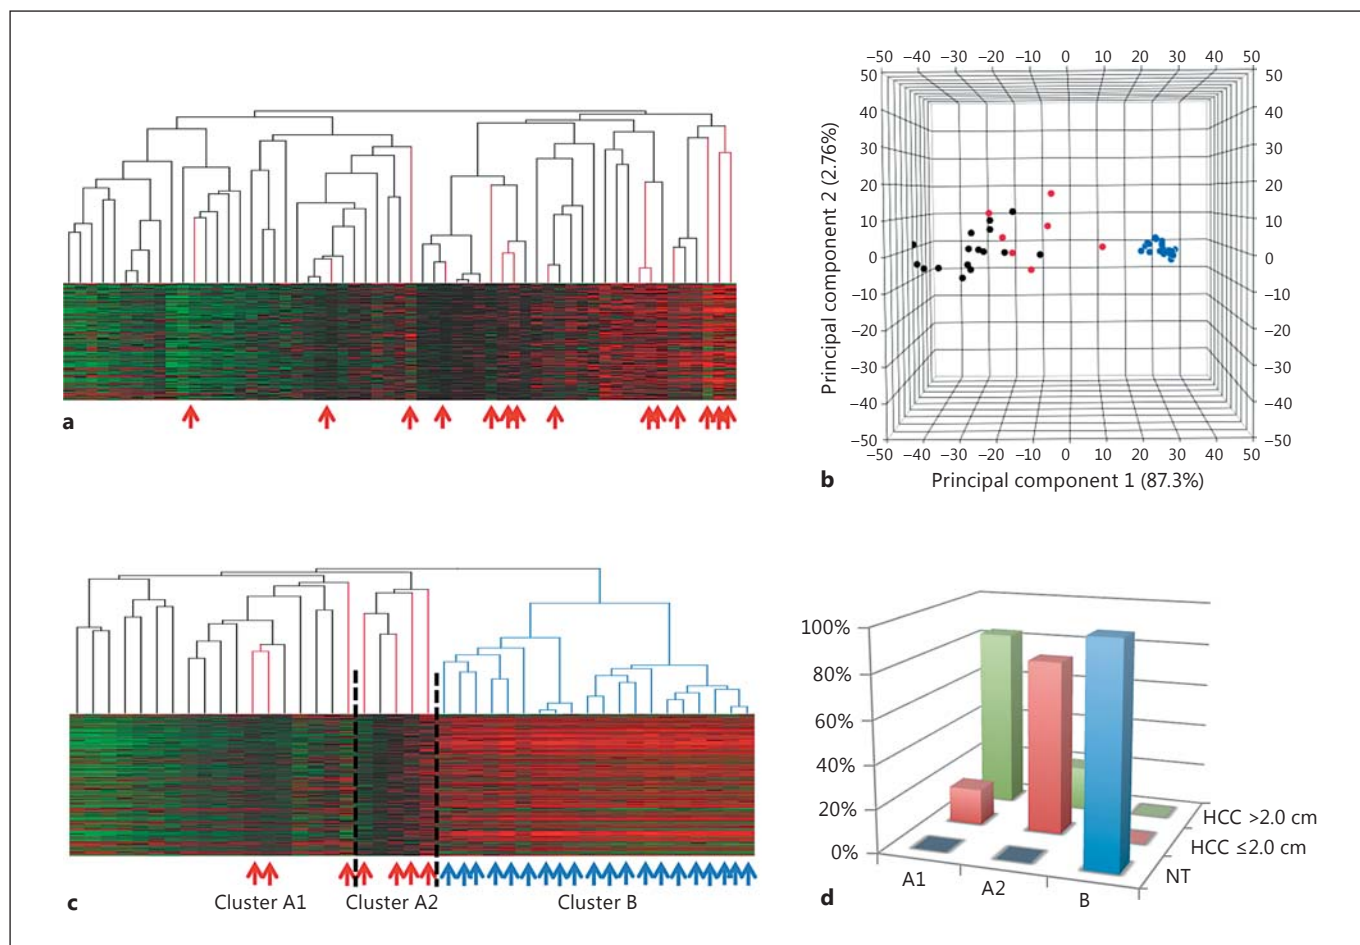 a
−50 −40 −30 −20 −10 0 10 20 30 40 50
50 50
40 40
30 30
20 20
10 10
0 0
−10 −10
−20 −20
−30 −30
−40 −40
−50 −50
−50 −40 −30 −20 −10 0 10 20 30 40 50
Principal component 2 (2.76%)
Principal component 1 (87.3%)
b
Cluster A1 Cluster A2 Cluster B
c
100%
80%
60%
40%
20%
0%
A1 A2 B
HCC >2.0 cm
HCC ≤2.0 cm
NT
d